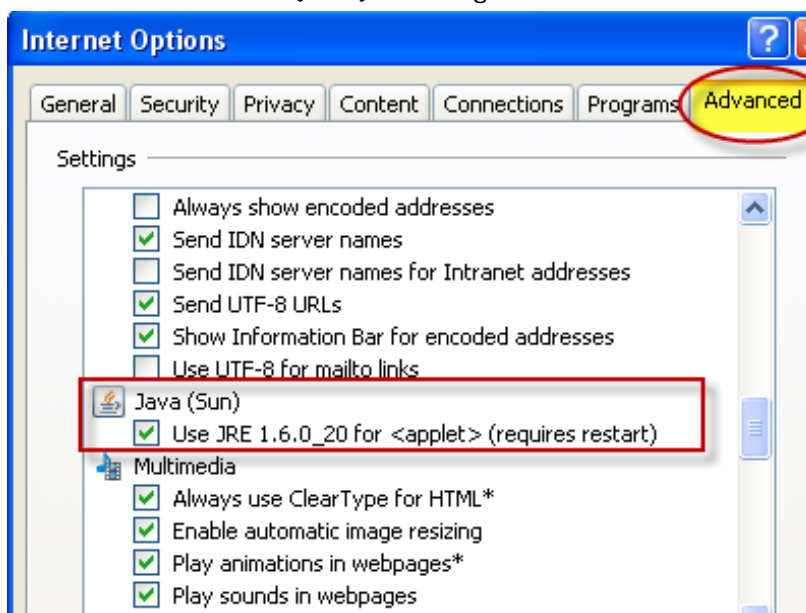 Internet Options
General Security Privacy Content Connections Programs Advanced
Settings
Always show encoded addresses
Send IDN server names
Send IDN server names for Intranet addresses
Send UTF-8 URLs
Show Information Bar for encoded addresses
Use UTF-8 for mailto links
Java (Sun)
Use JRE 1.6.0_20 for <applet> (requires restart)
Multimedia
Always use ClearType for HTML*
Enable automatic image resizing
Play animations in webpages*
Play sounds in webpages